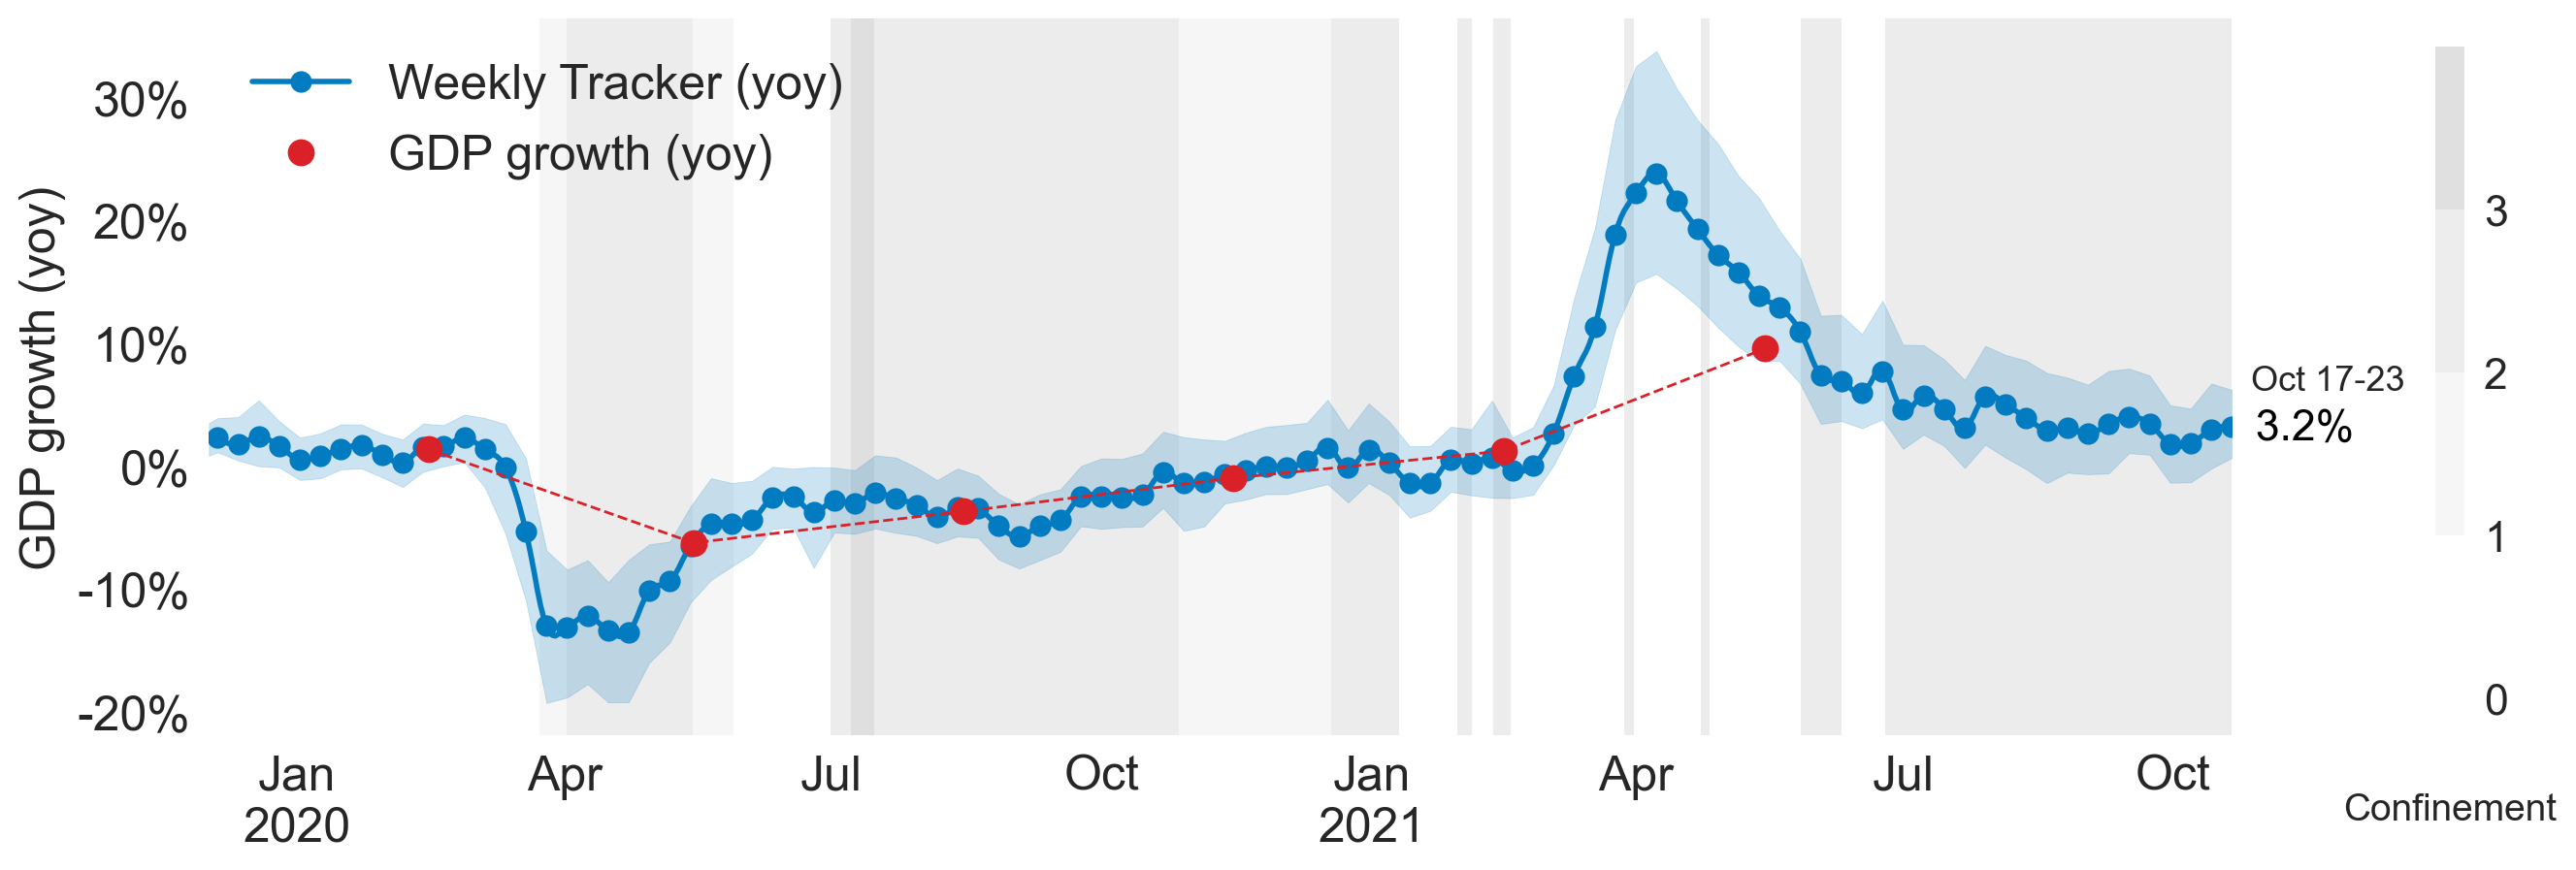 Weekly Tracker (yoy)
GDP growth (yoy)
GDP growth (yoy)
30%
20%
10%
0%
-10%
-20%
Jan
2020
Apr
Jul
Oct
Jan
2021
Apr
Jul
Oct
Oct 17-23
3.2%
3
2
1
0
Confinement